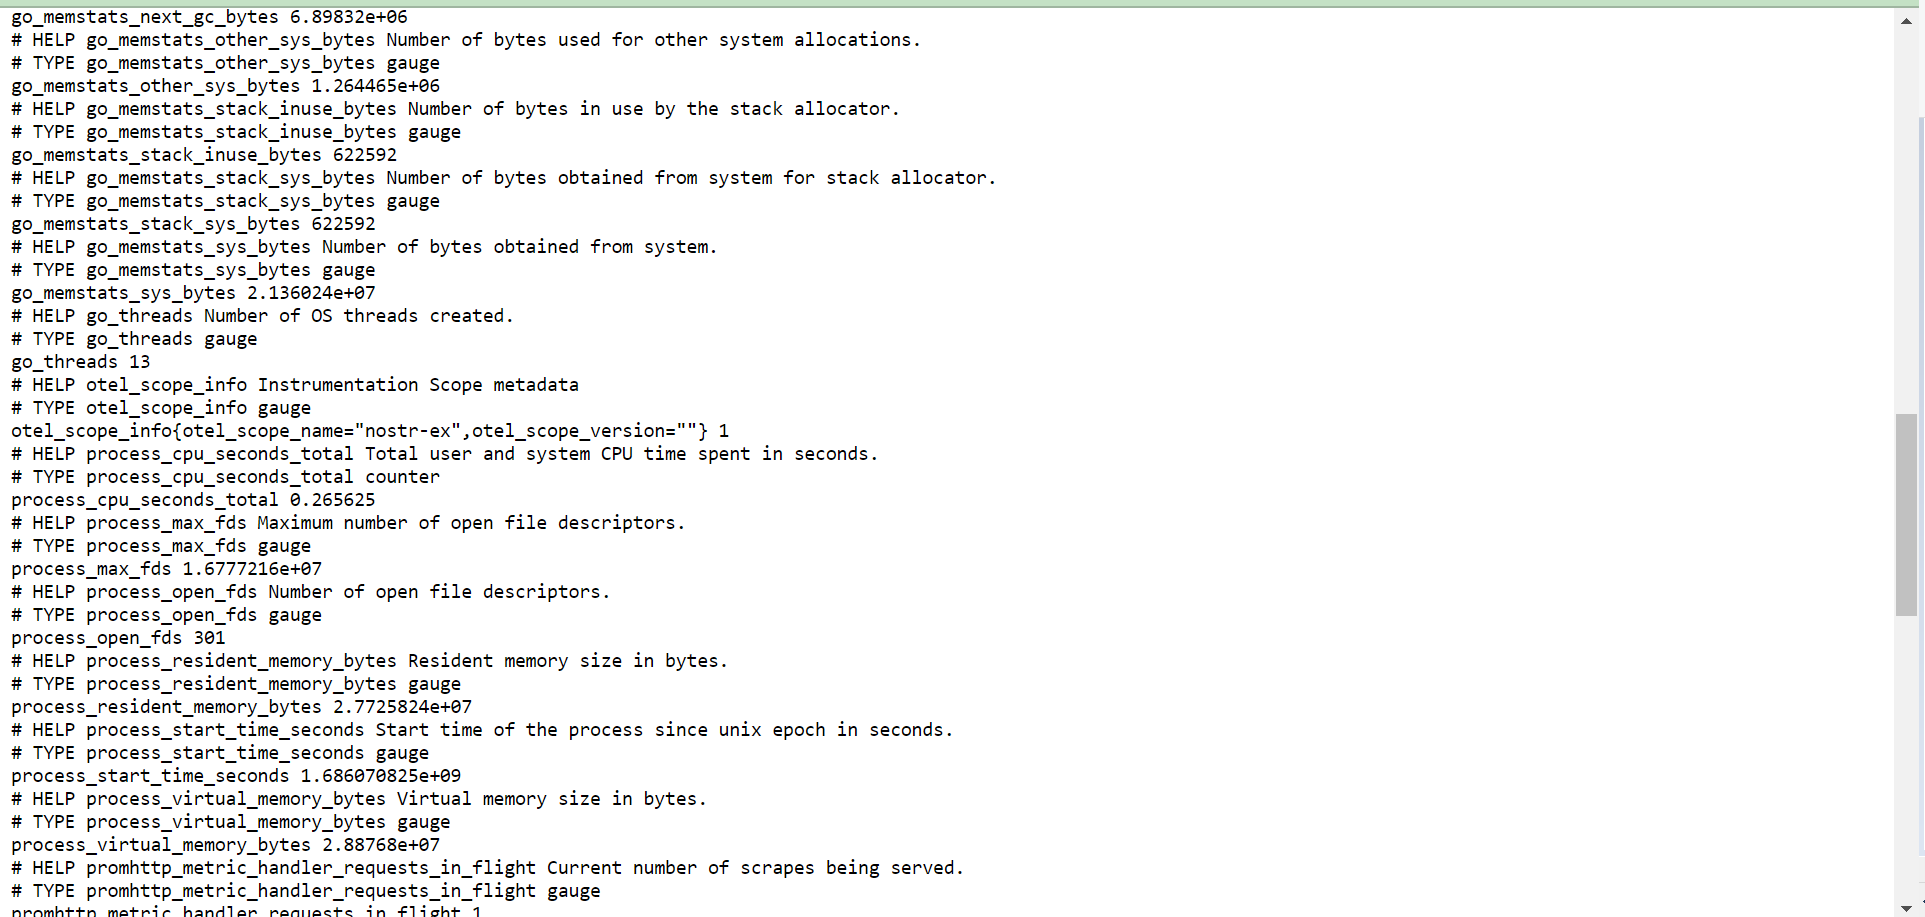 go_memstats_next_gc_bytes 6.89832e+06
# HELP go_memstats_other_sys_bytes Number of bytes used for other system allocations.
# TYPE go_memstats_other_sys_bytes gauge
go_memstats_other_sys_bytes 1.264465e+06
# HELP go_memstats_stack_inuse_bytes Number of bytes in use by the stack allocator.
# TYPE go_memstats_stack_inuse_bytes gauge
go_memstats_stack_inuse_bytes 622592
# HELP go_memstats_stack_sys_bytes Number of bytes obtained from system for stack allocator.
# TYPE go_memstats_stack_sys_bytes gauge
go_memstats_stack_sys_bytes 622592
# HELP go_memstats_sys_bytes Number of bytes obtained from system.
# TYPE go_memstats_sys_bytes gauge
go_memstats_sys_bytes 2.136024e+07
# HELP go_threads Number of OS threads created.
# TYPE go_threads gauge
go_threads 13
# HELP otel_scope_info Instrumentation Scope metadata
# TYPE otel_scope_info gauge
otel_scope_info{otel_scope_name="nostr-ex",otel_scope_version=""} 1
# HELP process_cpu_seconds_total Total user and system CPU time spent in seconds.
# TYPE process_cpu_seconds_total counter
process_cpu_seconds_total 0.265625
# HELP process_max_fds Maximum number of open file descriptors.
# TYPE process_max_fds gauge
process_max_fds 1.6777216e+07
# HELP process_open_fds Number of open file descriptors.
# TYPE process_open_fds gauge
process_open_fds 301
# HELP process_resident_memory_bytes Resident memory size in bytes.
# TYPE process_resident_memory_bytes gauge
process_resident_memory_bytes 2.7725824e+07
# HELP process_start_time_seconds Start time of the process since unix epoch in seconds.
# TYPE process_start_time_seconds gauge
process_start_time_seconds 1.686070825e+09
# HELP process_virtual_memory_bytes Virtual memory size in bytes.
# TYPE process_virtual_memory_bytes gauge
process_virtual_memory_bytes 2.88768e+07
# HELP promhttp_metric_handler_requests_in_flight Current number of scrapes being served.
# TYPE promhttp_metric_handler_requests_in_flight gauge
promhttp_metric_handler_requests_in_flight 1